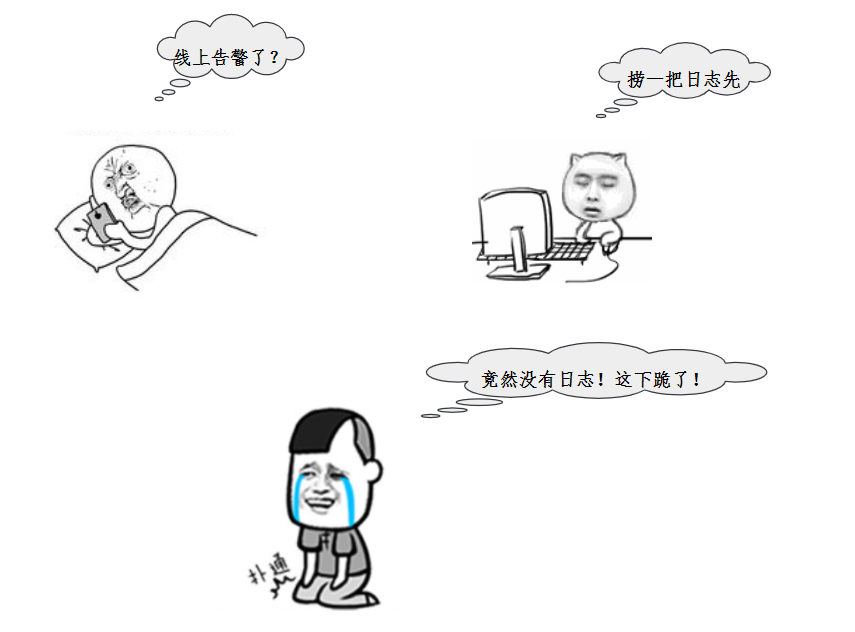 线上告警了？
捞一把日志先
竟然没有日志！这下跪了！
扑通